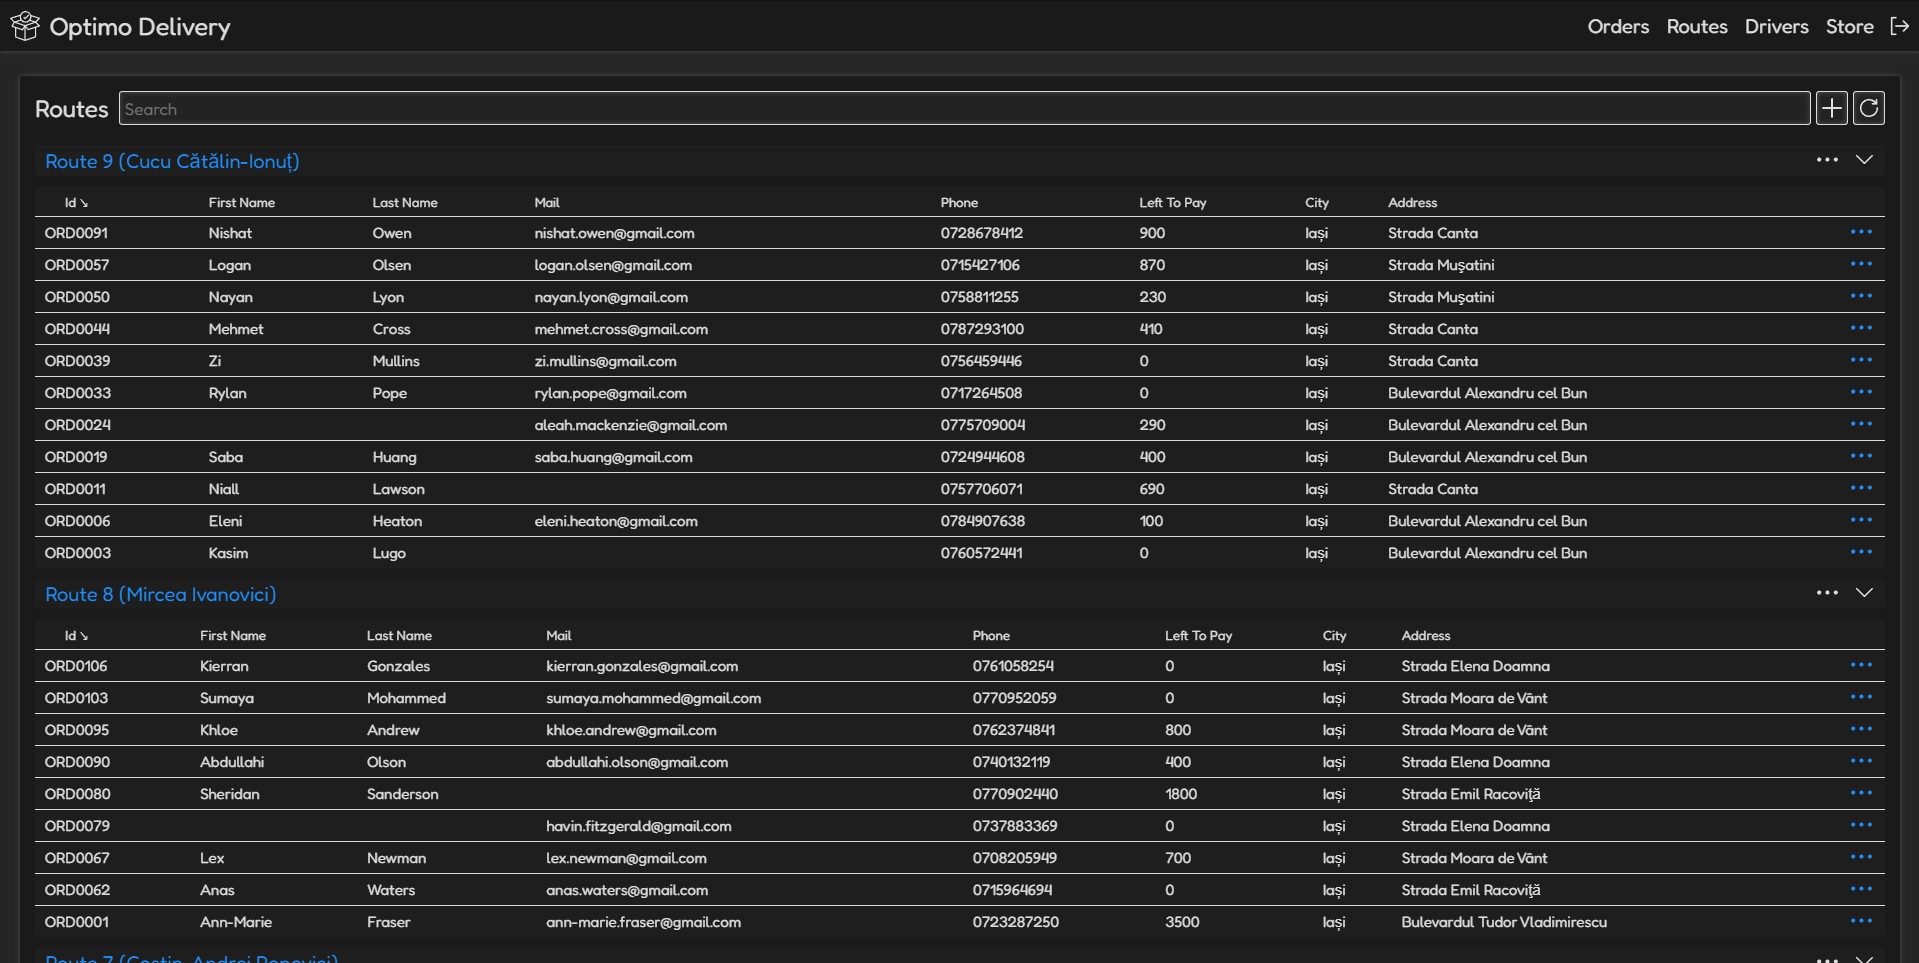 Optimo Delivery Orders Routes Drivers Store
Routes Search
Route 9 (Cucu Cătălin-Ionuț)
Id ↘ First Name Last Name Mail Phone Left To Pay City Address
ORD0091 Nishat Owen nishat.owen@gmail.com 0728678412 900 Iași Strada Canta
ORD0057 Logan Olsen logan.olsen@gmail.com 0715427106 870 Iași Strada Mușatini
ORD0050 Nayan Lyon nayan.lyon@gmail.com 0758811255 230 Iași Strada Mușatini
ORD0044 Mehmet Cross mehmet.cross@gmail.com 0787293100 410 Iași Strada Canta
ORD0039 Zi Mullins zi.mullins@gmail.com 0756459446 0 Iași Strada Canta
ORD0033 Rylan Pope rylan.pope@gmail.com 0717264508 0 Iași Bulevardul Alexandru cel Bun
ORD0024 aleah.mackenzie@gmail.com 0775709004 290 Iași Bulevardul Alexandru cel Bun
ORD0019 Saba Huang saba.huang@gmail.com 0724944608 400 Iași Bulevardul Alexandru cel Bun
ORD0011 Niall Lawson 0757706071 690 Iași Strada Canta
ORD0006 Eleni Heaton eleni.heaton@gmail.com 0784907638 100 Iași Bulevardul Alexandru cel Bun
ORD0003 Kasim Lugo 0760572441 0 Iași Bulevardul Alexandru cel Bun
Route 8 (Mircea Ivanovici)
Id ↘ First Name Last Name Mail Phone Left To Pay City Address
ORD0106 Kierran Gonzales kierran.gonzales@gmail.com 0761058254 0 Iași Strada Elena Doamna
ORD0103 Sumaya Mohammed sumaya.mohammed@gmail.com 0770952059 0 Iași Strada Moara de Vânt
ORD0095 Khloe Andrew khloe.andrew@gmail.com 0762374841 800 Iași Strada Moara de Vânt
ORD0090 Abdullahi Olson abdullahi.olson@gmail.com 0740132119 400 Iași Strada Elena Doamna
ORD0080 Sheridan Sanderson 0770902440 1800 Iași Strada Emil Racoviţă
ORD0079 havin.fitzgerald@gmail.com 0737883369 0 Iași Strada Elena Doamna
ORD0067 Lex Newman lex.newman@gmail.com 0708205949 700 Iași Strada Moara de Vânt
ORD0062 Anas Waters anas.waters@gmail.com 0715964694 0 Iași Strada Emil Racoviţă
ORD0001 Ann-Marie Fraser ann-marie.fraser@gmail.com 0723287250 3500 Iași Bulevardul Tudor Vladimirescu
Route 7 (Costin-Andrei Popovici)